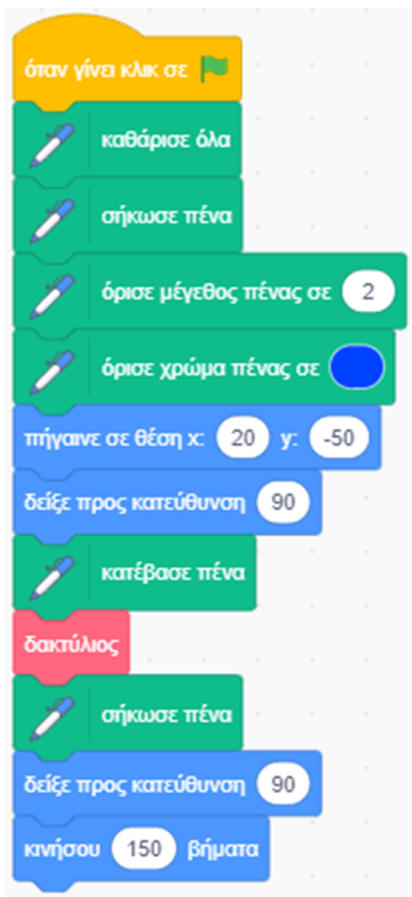 όταν γίνει κλικ σε
καθάρισε όλα
σήκωσε πένα
όρισε μέγεθος πένας σε 2
όρισε χρώμα πένας σε
πήγαινε σε θέση x: 20 y: -50
δείξε προς κατεύθυνση 90
κατέβασε πένα
δακτύλιος
σήκωσε πένα
δείξε προς κατεύθυνση 90
κινήσου 150 βήματα